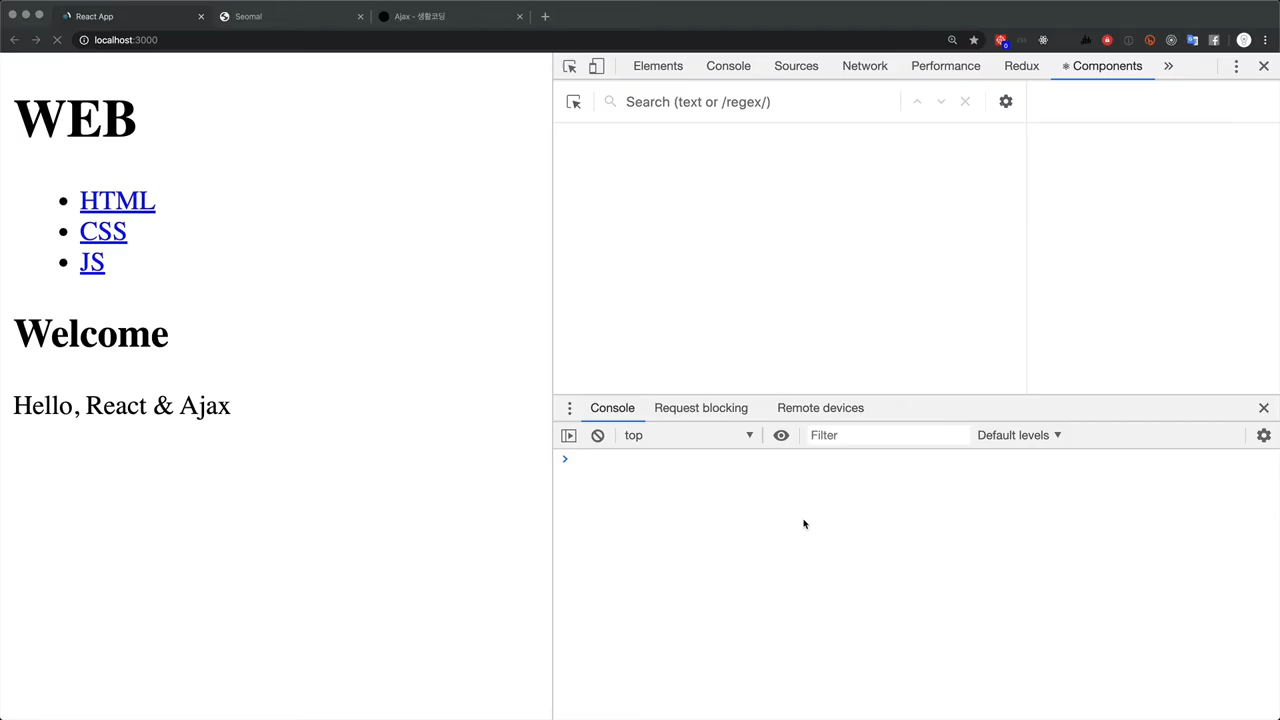 React App
Seomal
Ajax - 생활코딩
localhost:3000
WEB
HTML
CSS
JS
Welcome
Hello, React & Ajax
Elements
Console
Sources
Network
Performance
Redux
Components
Search (text or /regex/)
Console
Request blocking
Remote devices
top
Filter
Default levels